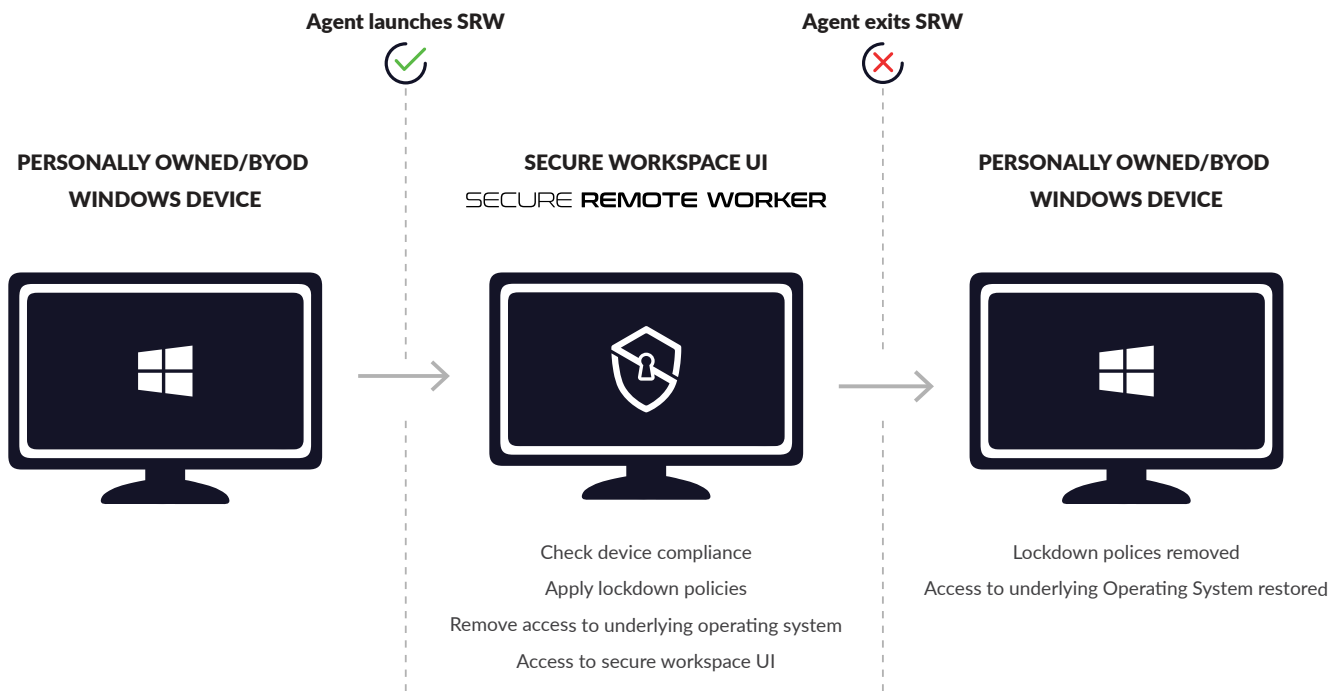 Agent launches SRW
Agent exits SRW
PERSONALLY OWNED/BYOD
WINDOWS DEVICE
SECURE WORKSPACE UI
SECURE REMOTE WORKER
PERSONALLY OWNED/BYOD
WINDOWS DEVICE
Check device compliance
Apply lockdown policies
Remove access to underlying operating system
Access to secure workspace UI
Lockdown polices removed
Access to underlying Operating System restored